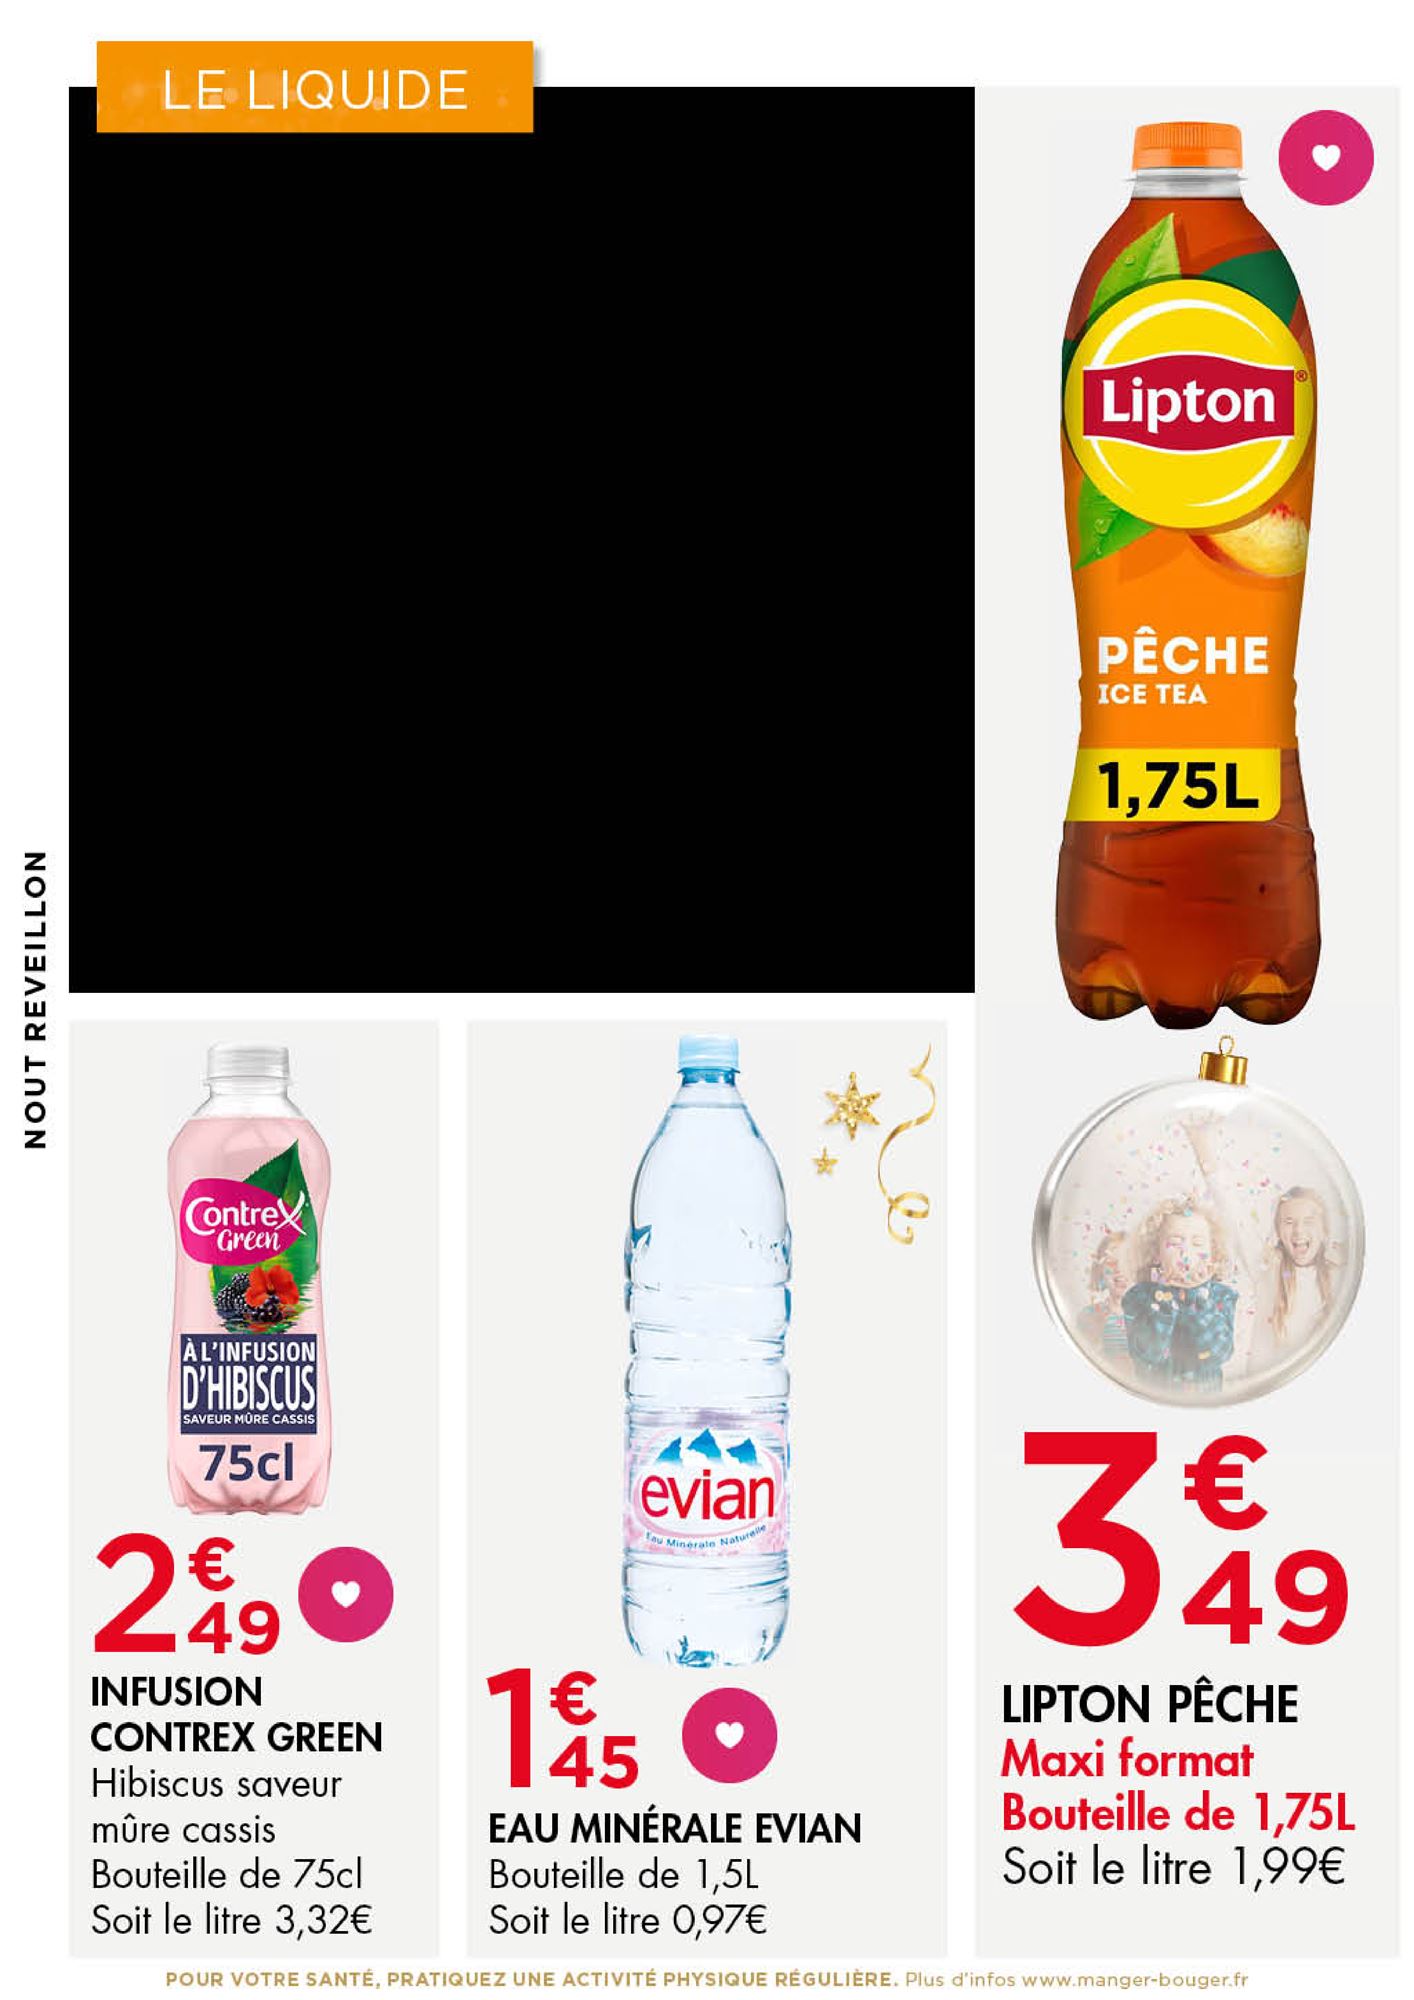 LE LIQUIDE
NOUT REVEILLON
Lipton®
PÊCHE
ICE TEA
1,75L
Contrex
Green
À L'INFUSION
D'HIBISCUS
SAVEUR MÛRE CASSIS
75cl
2€49
INFUSION
CONTREX GREEN
Hibiscus saveur
mûre cassis
Bouteille de 75cl
Soit le litre 3,32€
evian
Eau Minérale Naturelle
1€45
EAU MINÉRALE EVIAN
Bouteille de 1,5L
Soit le litre 0,97€
3€49
LIPTON PÊCHE
Maxi format
Bouteille de 1,75L
Soit le litre 1,99€
POUR VOTRE SANTÉ, PRATIQUEZ UNE ACTIVITÉ PHYSIQUE RÉGULIÈRE. Plus d'infos www.manger-bouger.fr